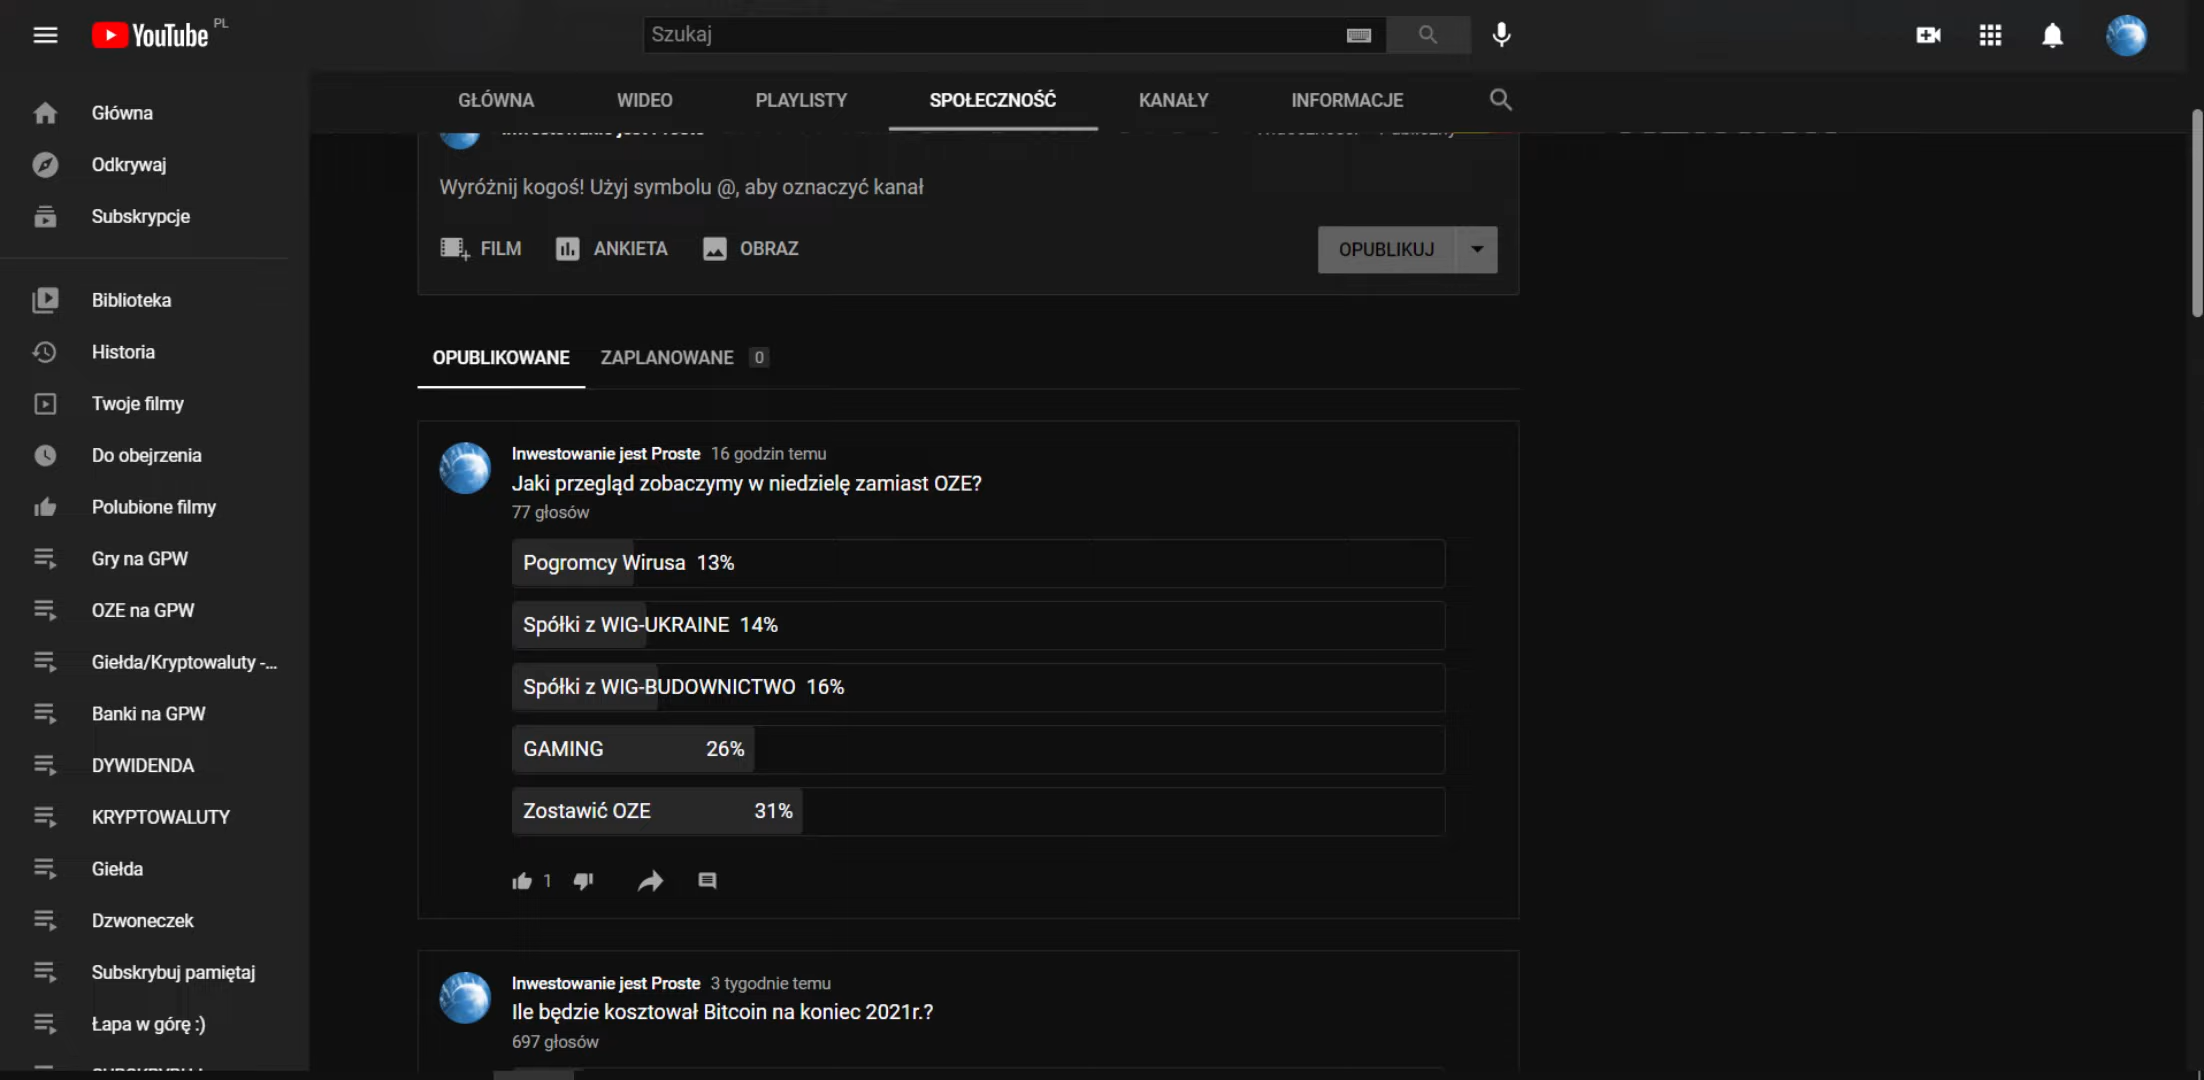 YouTube PL
Szukaj
GŁÓWNA WIDEO PLAYLISTY SPOŁECZNOŚĆ KANAŁY INFORMACJE
Główna
Odkrywaj
Subskrypcje
Biblioteka
Historia
Twoje filmy
Do obejrzenia
Polubione filmy
Gry na GPW
OZE na GPW
Giełda/Kryptowaluty -...
Banki na GPW
DYWIDENDA
KRYPTOWALUTY
Giełda
Dzwoneczek
Subskrybuj pamiętaj
Łapa w górę :)
Wyróżnij kogoś! Użyj symbolu @, aby oznaczyć kanał
FILM ANKIETA OBRAZ OPUBLIKUJ
OPUBLIKOWANE ZAPLANOWANE 0
Inwestowanie jest Proste 16 godzin temu
Jaki przegląd zobaczymy w niedzielę zamiast OZE?
77 głosów
Pogromcy Wirusa 13%
Spółki z WIG-UKRAINE 14%
Spółki z WIG-BUDOWNICTWO 16%
GAMING 26%
Zostawić OZE 31%
1
Inwestowanie jest Proste 3 tygodnie temu
Ile będzie kosztował Bitcoin na koniec 2021r.?
697 głosów